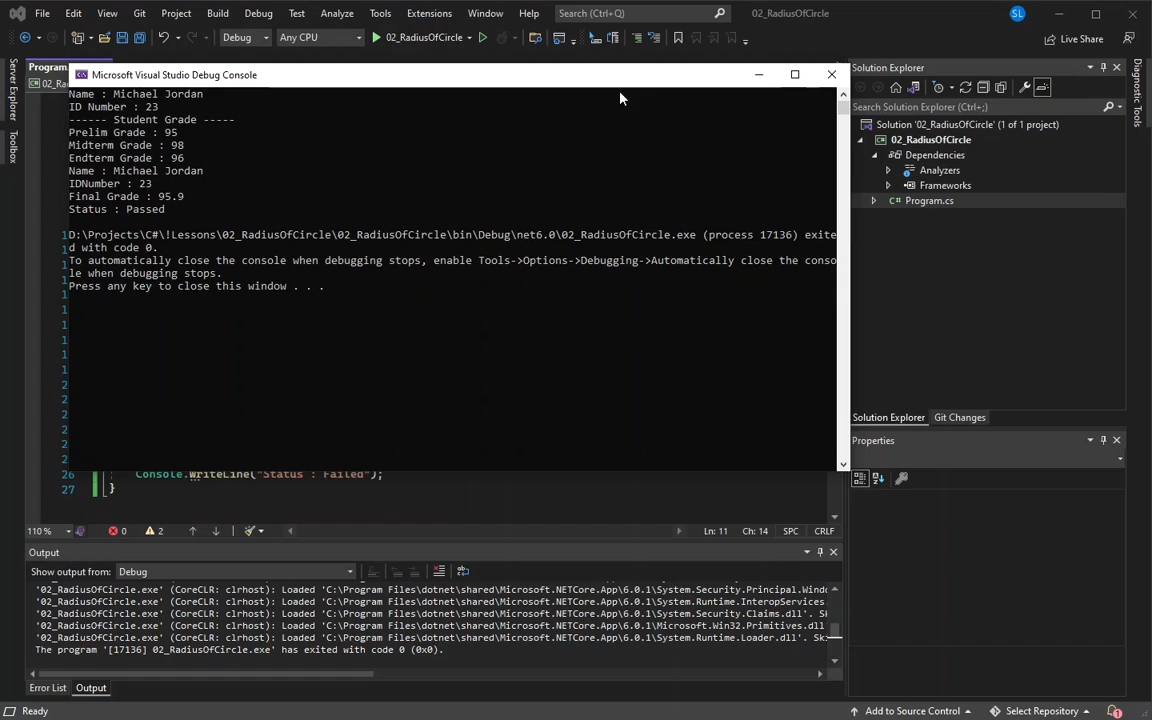 File Edit View Git Project Build Debug Test Analyze Tools Extensions Window Help Search (Ctrl+Q) 02_RadiusOfCircle SL
Debug Any CPU 02_RadiusOfCircle Live Share
Server Explorer
Toolbox
Program.
Microsoft Visual Studio Debug Console
Name : Michael Jordan
ID Number : 23
------ Student Grade -----
Prelim Grade : 95
Midterm Grade : 98
Endterm Grade : 96
Name : Michael Jordan
IDNumber : 23
Final Grade : 95.9
Status : Passed
D:\Projects\C#\!Lessons\02_RadiusOfCircle\02_RadiusOfCircle\bin\Debug\net6.0\02_RadiusOfCircle.exe (process 17136) exite
d with code 0.
To automatically close the console when debugging stops, enable Tools->Options->Debugging->Automatically close the conso
le when debugging stops.
Press any key to close this window . . .
26 Console.WriteLine("Status : Failed");
27 }
110 % 0 2 Ln: 11 Ch: 14 SPC CRLF
Output
Show output from: Debug
'02_RadiusOfCircle.exe' (CoreCLR: clrhost): Loaded 'C:\Program Files\dotnet\shared\Microsoft.NETCore.App\6.0.1\System.Security.Principal.Windo
'02_RadiusOfCircle.exe' (CoreCLR: clrhost): Loaded 'C:\Program Files\dotnet\shared\Microsoft.NETCore.App\6.0.1\System.Runtime.InteropServices
'02_RadiusOfCircle.exe' (CoreCLR: clrhost): Loaded 'C:\Program Files\dotnet\shared\Microsoft.NETCore.App\6.0.1\System.Security.Claims.dll'. Sk
'02_RadiusOfCircle.exe' (CoreCLR: clrhost): Loaded 'C:\Program Files\dotnet\shared\Microsoft.NETCore.App\6.0.1\Microsoft.Win32.Primitives.dll
'02_RadiusOfCircle.exe' (CoreCLR: clrhost): Loaded 'C:\Program Files\dotnet\shared\Microsoft.NETCore.App\6.0.1\System.Runtime.Loader.dll'. Sk
The program '[17136] 02_RadiusOfCircle.exe' has exited with code 0 (0x0).
Error List Output
Solution Explorer
Search Solution Explorer (Ctrl+;)
Solution '02_RadiusOfCircle' (1 of 1 project)
02_RadiusOfCircle
Dependencies
Analyzers
Frameworks
C# Program.cs
Solution Explorer Git Changes
Properties
Diagnostic Tools
Ready Add to Source Control Select Repository 1